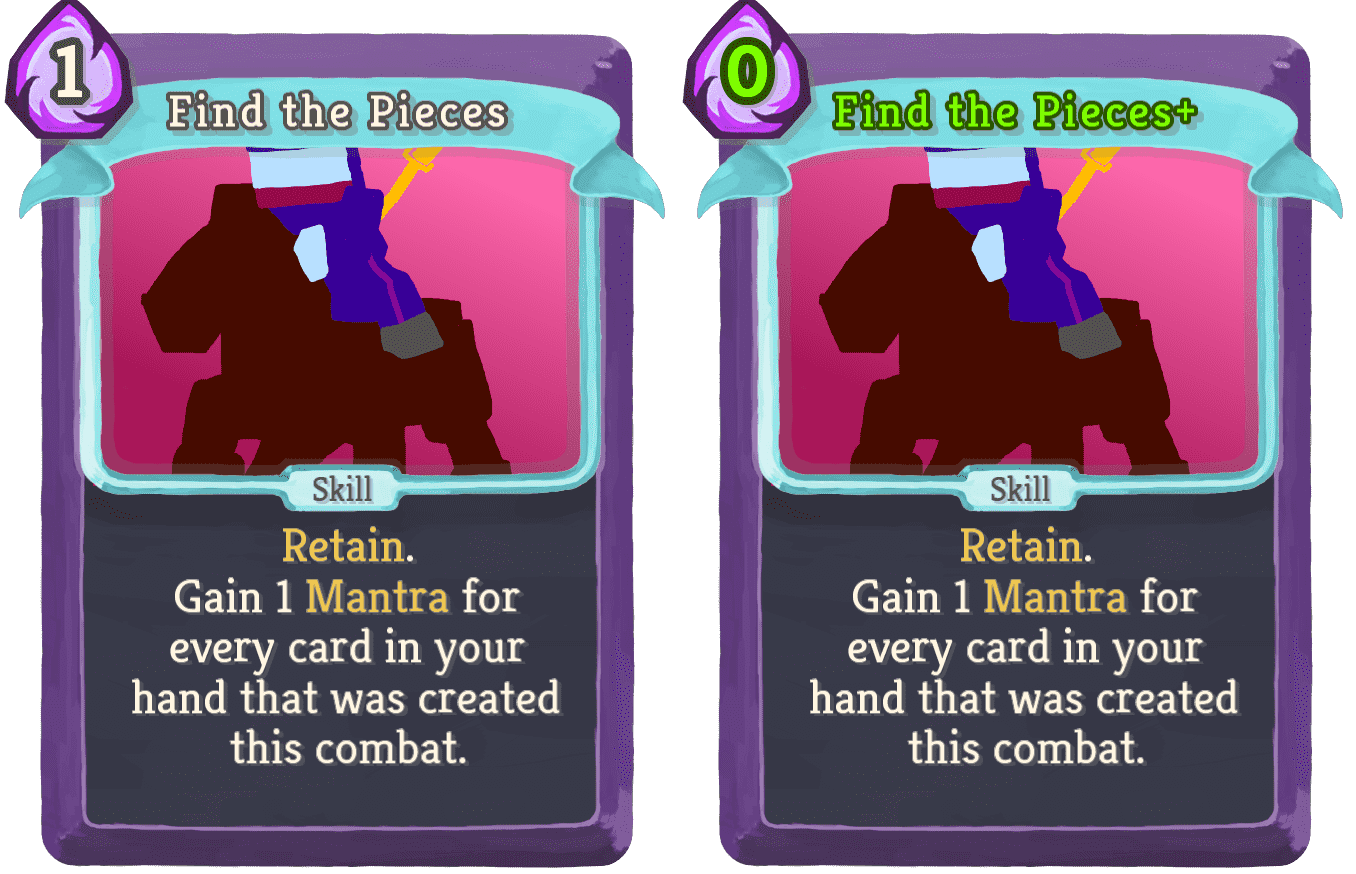 1
Find the Pieces
Skill
Retain.
Gain 1 Mantra for
every card in your
hand that was created
this combat.
0
Find the Pieces+
Skill
Retain.
Gain 1 Mantra for
every card in your
hand that was created
this combat.